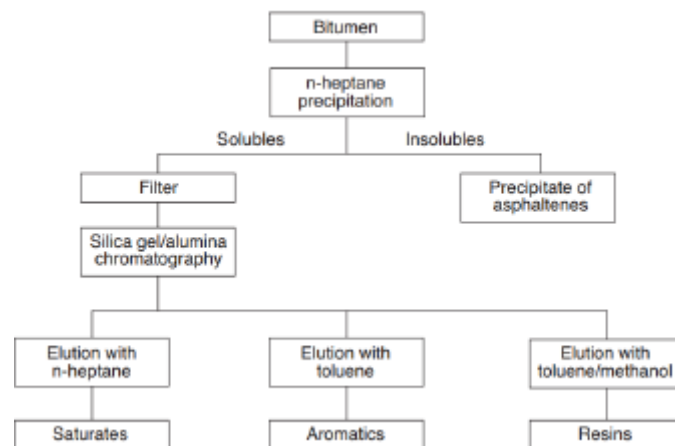 Bitumen
n-heptane
precipitation
Solubles
Insolubles
Filter
Precipitate of
asphaltenes
Silica gel/alumina
chromatography
Elution with
n-heptane
Elution with
toluene
Elution with
toluene/methanol
Saturates
Aromatics
Resins